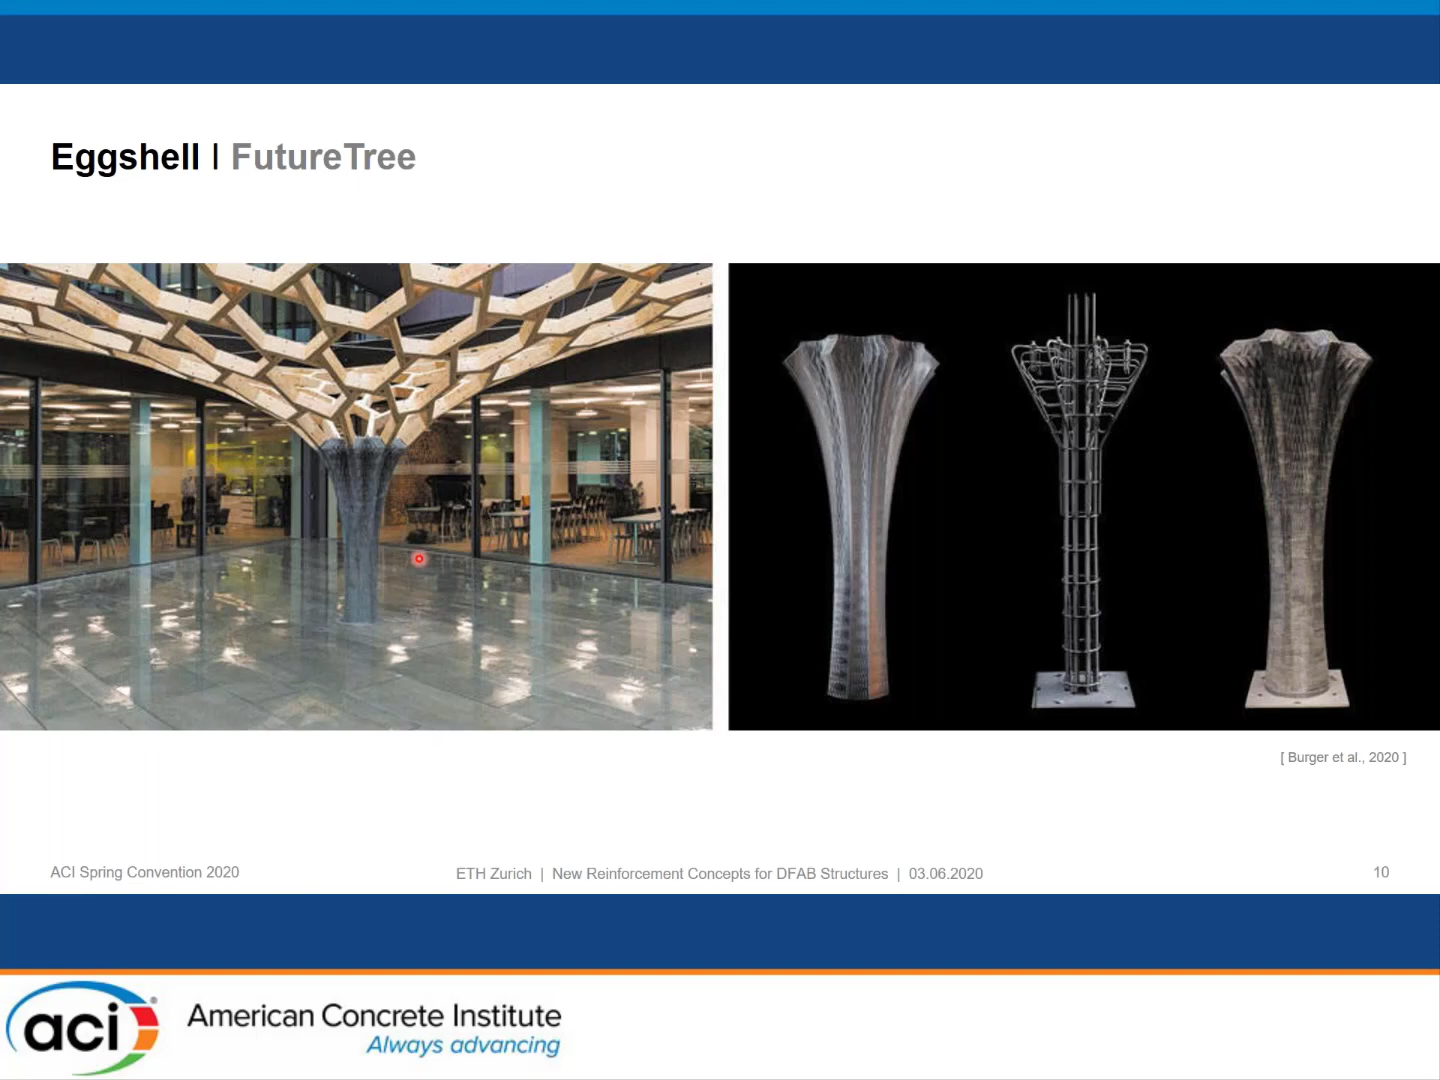 Eggshell | FutureTree
[ Burger et al., 2020 ]
ACI Spring Convention 2020
ETH Zurich | New Reinforcement Concepts for DFAB Structures | 03.06.2020
10
aci®
American Concrete Institute
Always advancing